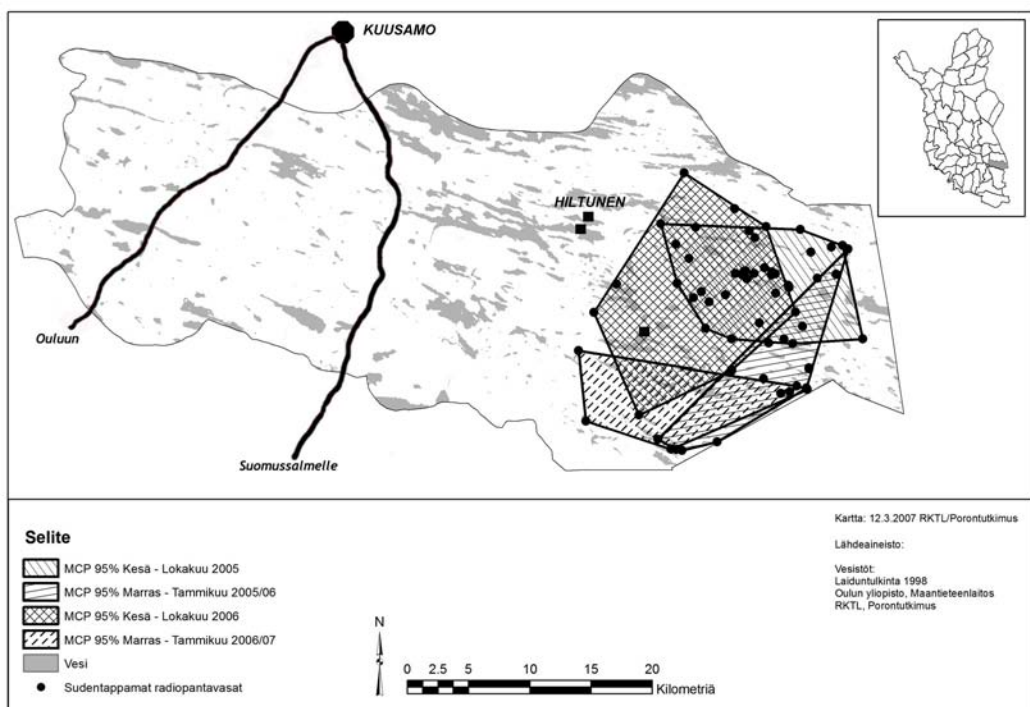 KUUSAMO
HILTUNEN
Ouluun
Suomussalmelle
Selite
MCP 95% Kesä - Lokakuu 2005
MCP 95% Marras - Tammikuu 2005/06
MCP 95% Kesä - Lokakuu 2006
MCP 95% Marras - Tammikuu 2006/07
Vesi
Sudentappamat radiopantavasat
N
0 2.5 5 10 15 20
Kilometriä
Kartta: 12.3.2007 RKTL/Porontutkimus
Lähdeaineisto:
Vesistöt:
Laiduntulkinta 1998
Oulun yliopisto, Maantieteenlaitos
RKTL, Porontutkimus